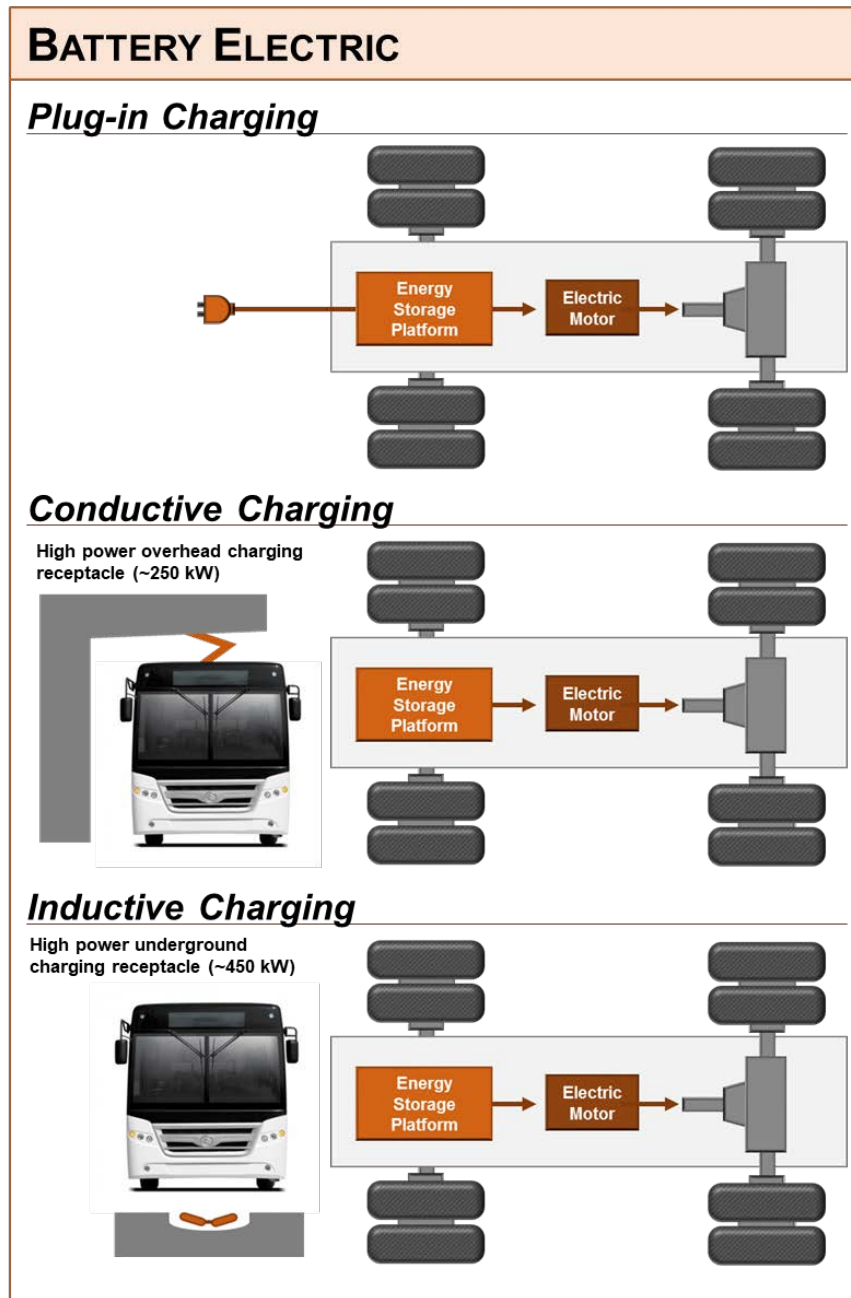 BATTERY ELECTRIC
Plug-in Charging
Energy
Storage
Platform
Electric
Motor
Conductive Charging
High power overhead charging
receptacle (~250 kW)
Energy
Storage
Platform
Electric
Motor
Inductive Charging
High power underground
charging receptacle (~450 kW)
Energy
Storage
Platform
Electric
Motor